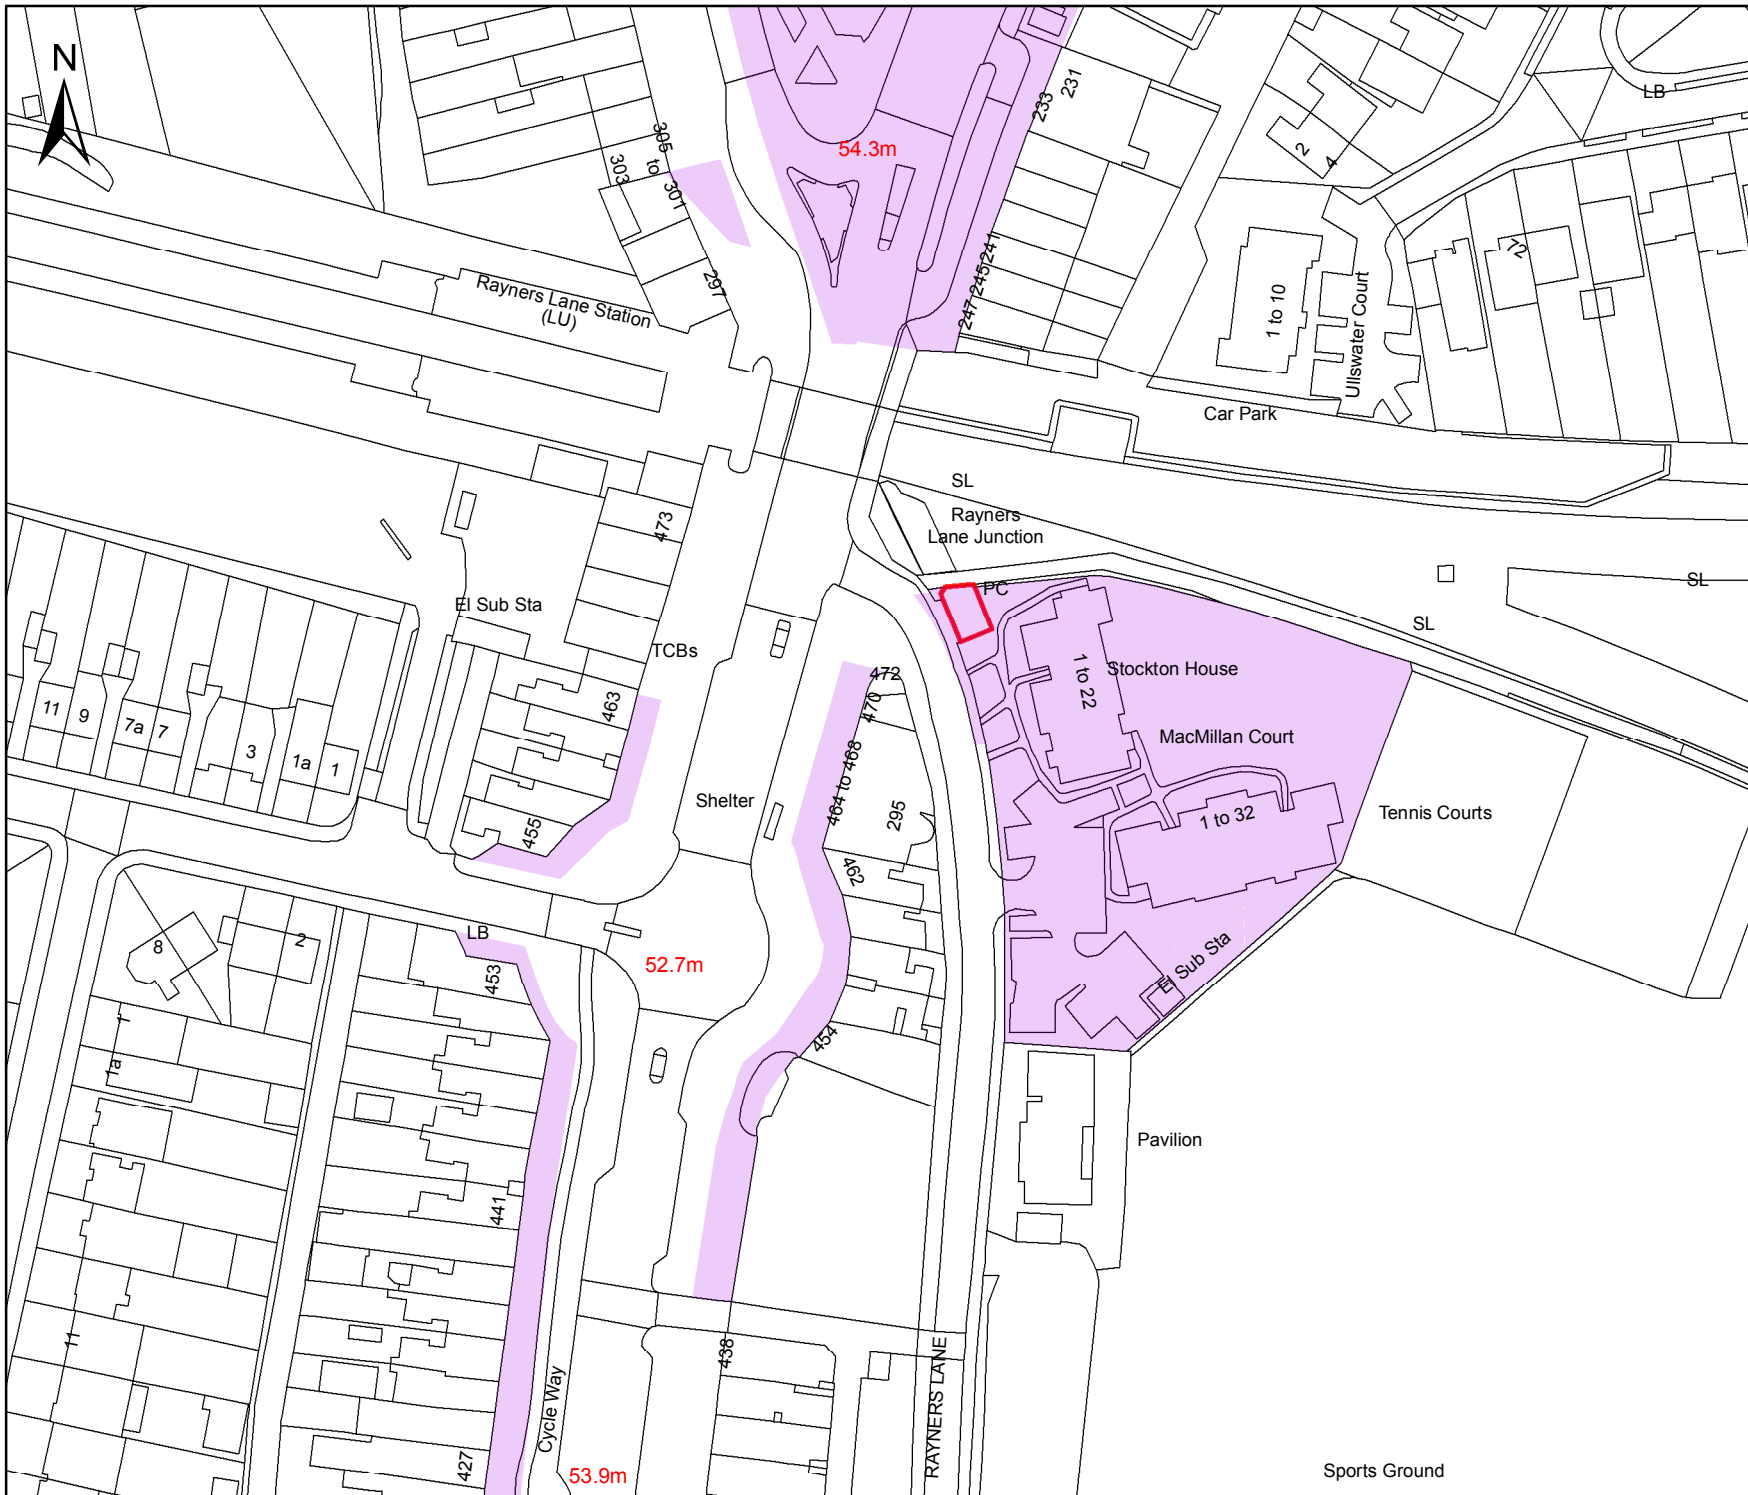 N
LB
231
233
305
to
301
303
54.3m
2
4
72
297
247 245 241
Rayners Lane Station
(LU)
1 to 10
Ullswater Court
Car Park
SL
Rayners
Lane Junction
473
PC
SL
SL
El Sub Sta
TCBs
463
472
470
1 to 22
Stockton House
MacMillan Court
11
9
7a
7
3
1a
1
Shelter
464 to 468
295
455
1 to 32
Tennis Courts
462
LB
8
2
52.7m
453
El Sub Sta
454
1
1a
Pavilion
441
11
438
RAYNERS LANE
Cycle Way
427
53.9m
Sports Ground